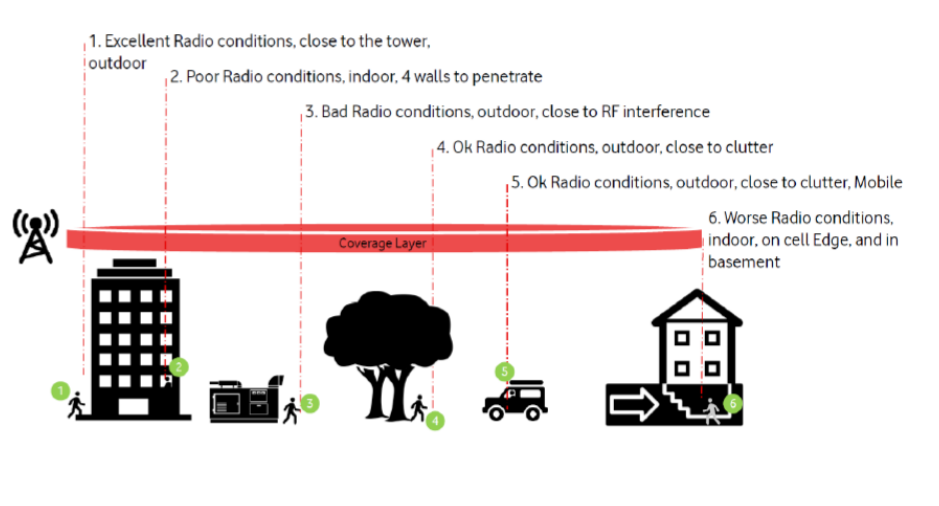 1. Excellent Radio conditions, close to the tower,
outdoor
2. Poor Radio conditions, indoor, 4 walls to penetrate
3. Bad Radio conditions, outdoor, close to RF interference
4. Ok Radio conditions, outdoor, close to clutter
5. Ok Radio conditions, outdoor, close to clutter, Mobile
6. Worse Radio conditions,
indoor, on cell Edge, and in
basement
Coverage Layer
1
2
3
4
5
6